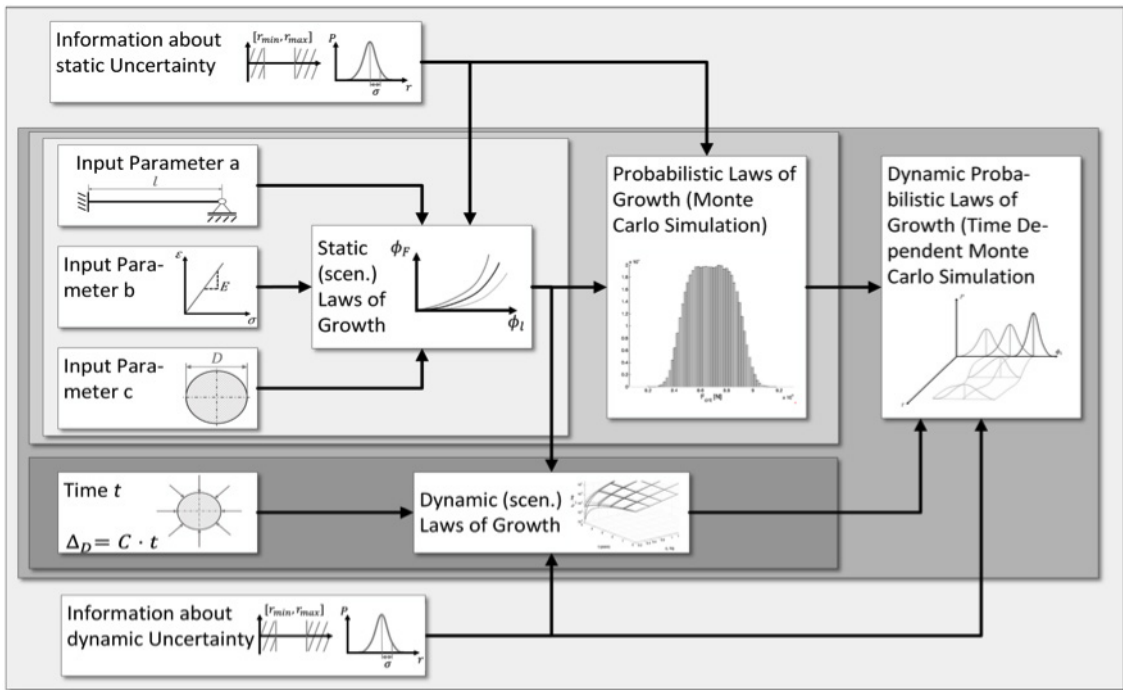 Information about
static Uncertainty
[r_min, r_max]
P
σ
r
Input Parameter a
l
Input Para-
meter b
ε
E
σ
Input Para-
meter c
D
Static
(scen.)
Laws of
Growth
ϕ_F
ϕ_l
Probabilistic Laws of
Growth (Monte
Carlo Simulation)
Dynamic Proba-
bilistic Laws of
Growth (Time De-
pendent Monte
Carlo Simulation
Time t
Δ_D = C · t
Dynamic (scen.)
Laws of Growth
Information about
dynamic Uncertainty
[r_min, r_max]
P
σ
r